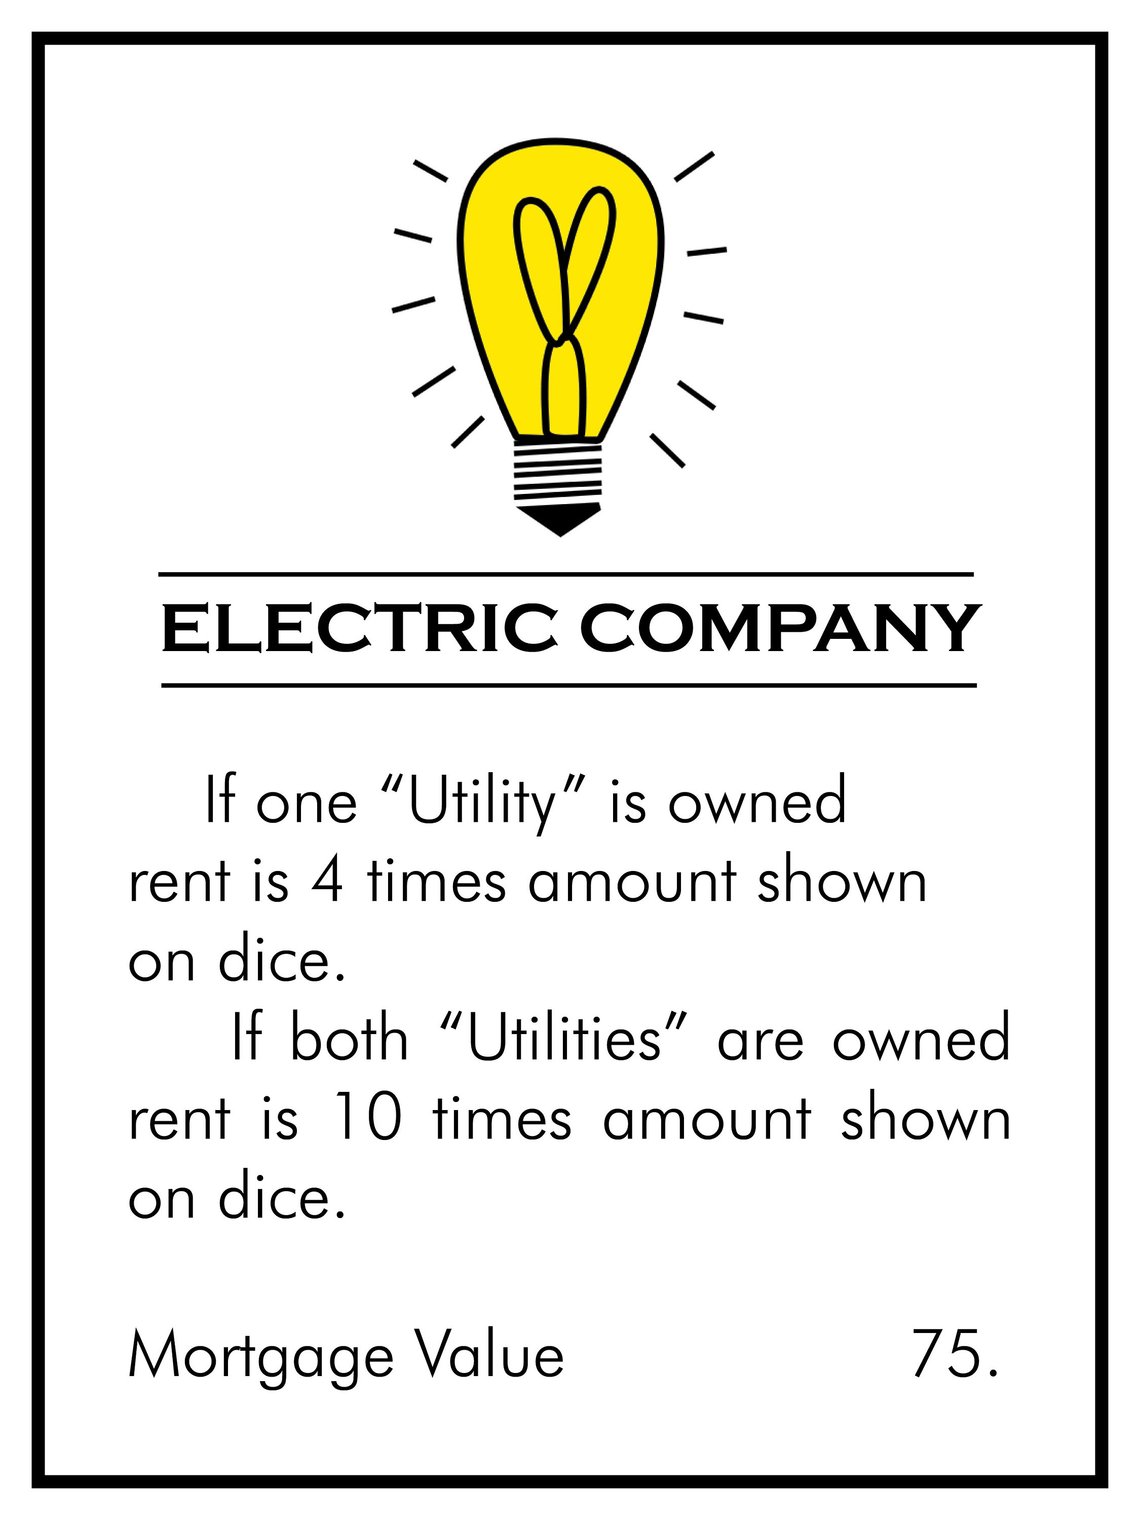 ELECTRIC COMPANY
If one “Utility” is owned
rent is 4 times amount shown
on dice.
If both “Utilities” are owned
rent is 10 times amount shown
on dice.
Mortgage Value 75.